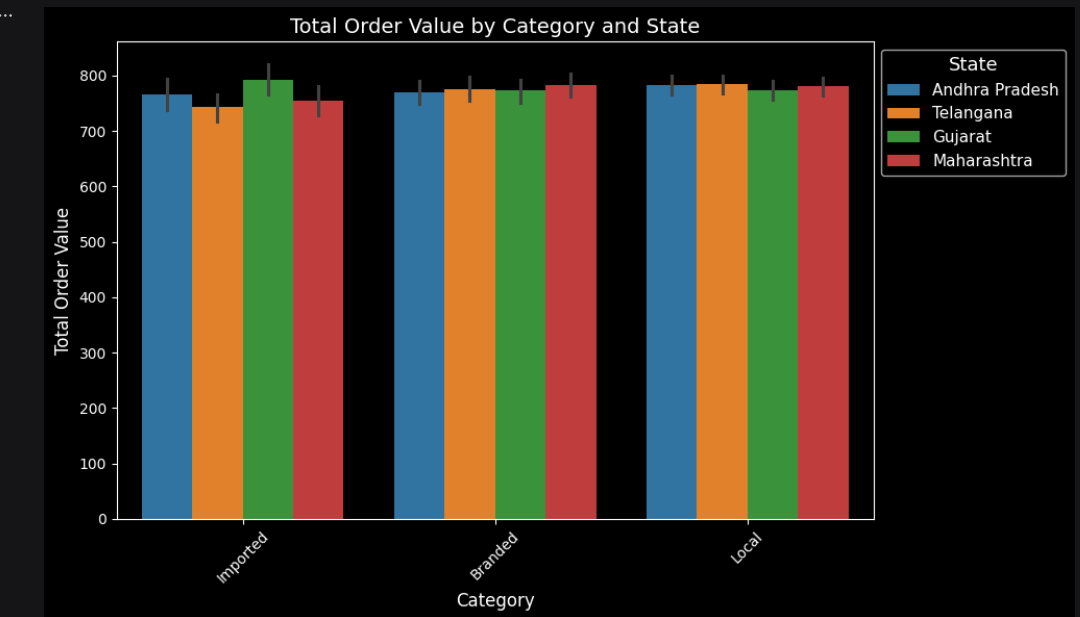 ...
Total Order Value by Category and State
Total Order Value
800
700
600
500
400
300
200
100
0
Imported
Branded
Local
Category
State
Andhra Pradesh
Telangana
Gujarat
Maharashtra